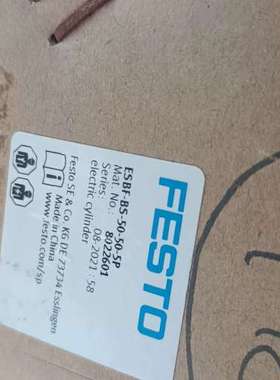 FESTO
ESBF-BS-50-50-5P
Mat. No.: 8022601
Series: 08-2021 : 58
electric cylinder
Festo SE & Co. KG DE 73734 Esslingen
Made in China
www.festo.com/sp